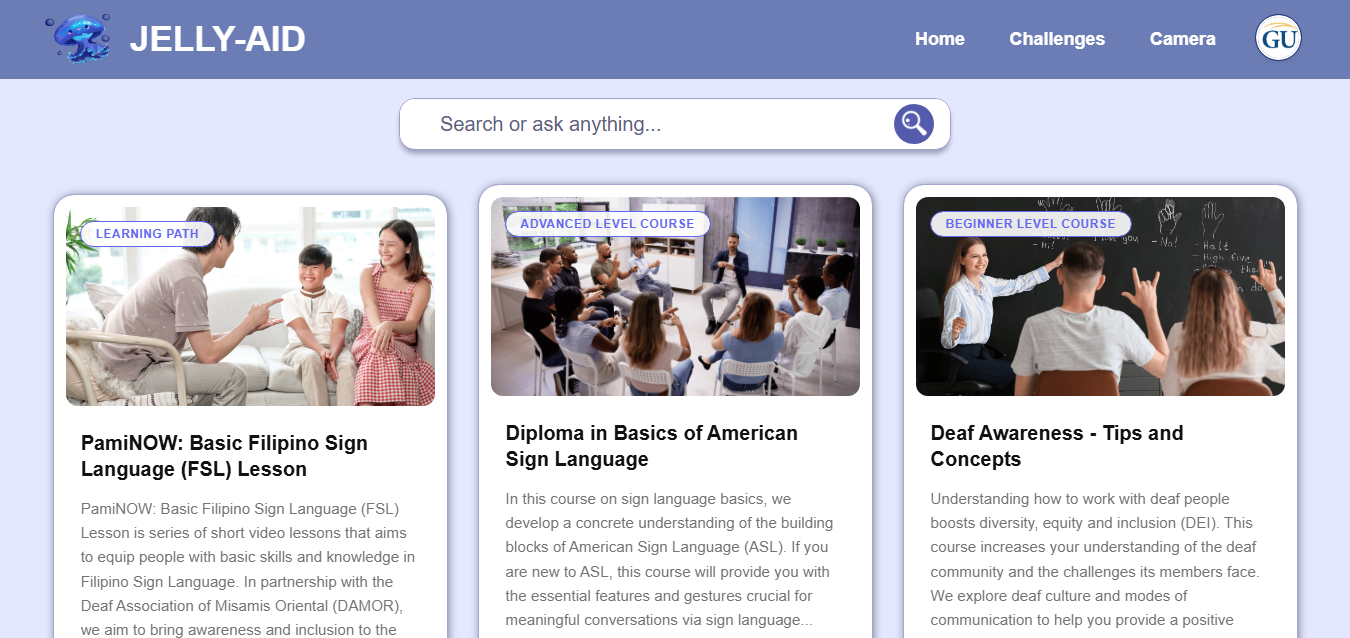 JELLY-AID
Home
Challenges
Camera
GU
Search or ask anything...
LEARNING PATH
PamiNOW: Basic Filipino Sign
Language (FSL) Lesson
PamiNOW: Basic Filipino Sign Language (FSL)
Lesson is series of short video lessons that aims
to equip people with basic skills and knowledge in
Filipino Sign Language. In partnership with the
Deaf Association of Misamis Oriental (DAMOR),
we aim to bring awareness and inclusion to the
ADVANCED LEVEL COURSE
Diploma in Basics of American
Sign Language
In this course on sign language basics, we
develop a concrete understanding of the building
blocks of American Sign Language (ASL). If you
are new to ASL, this course will provide you with
the essential features and gestures crucial for
meaningful conversations via sign language...
BEGINNER LEVEL COURSE
- Hi!
you
- No!
- Halt
- High five
Deaf Awareness - Tips and
Concepts
Understanding how to work with deaf people
boosts diversity, equity and inclusion (DEI). This
course increases your understanding of the deaf
community and the challenges its members face.
We explore deaf culture and modes of
communication to help you provide a positive